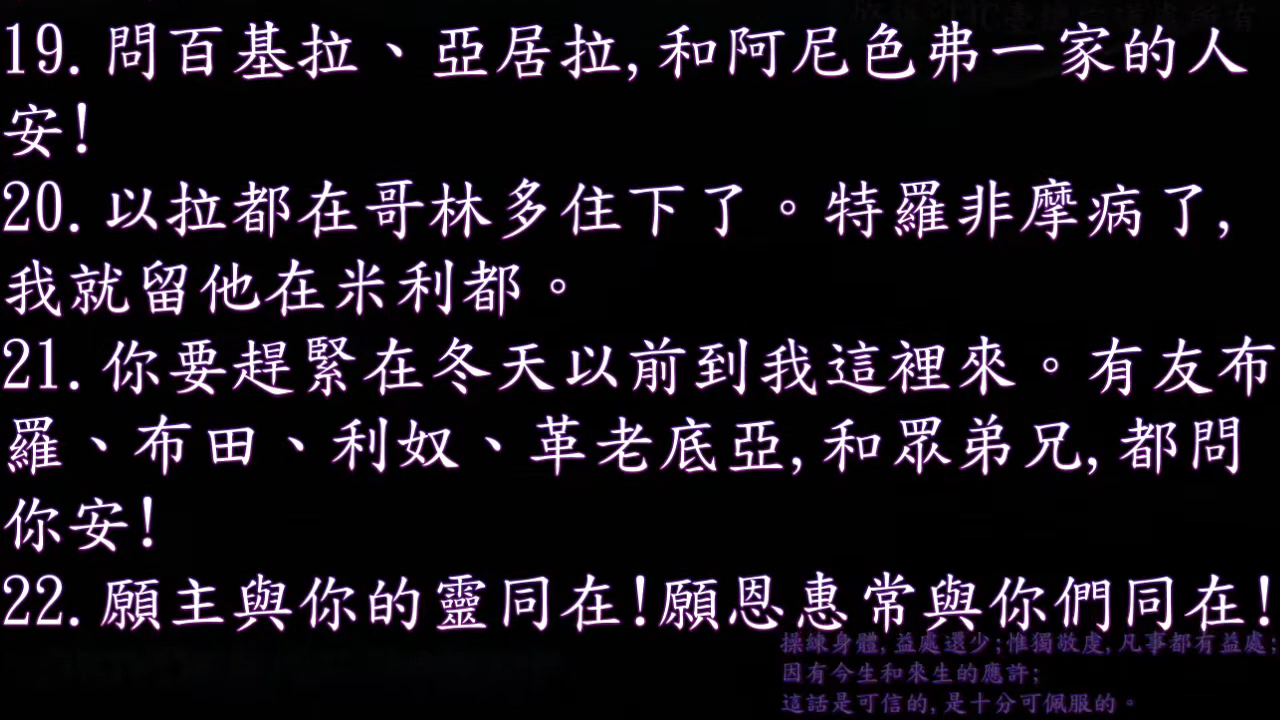 19.問百基拉、亞居拉,和阿尼色弗一家的人
安!
20.以拉都在哥林多住下了。特羅非摩病了,
我就留他在米利都。
21.你要趕緊在冬天以前到我這裡來。有友布
羅、布田、利奴、革老底亞,和眾弟兄,都問
你安!
22.願主與你的靈同在!願恩惠常與你們同在!
操練身體,益處還少;惟獨敬虔,凡事都有益處;
因有今生和來生的應許;
這話是可信的,是十分可佩服的。